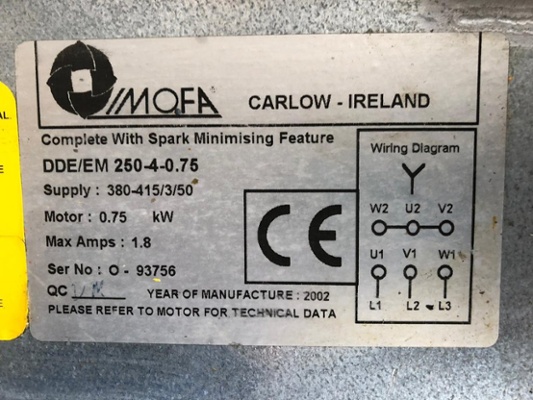 IMOFA
CARLOW - IRELAND
Complete With Spark Minimising Feature
DDE/EM 250-4-0.75
Supply : 380-415/3/50
Motor : 0.75 kW
Max Amps : 1.8
Ser No : O - 93756
QC
YEAR OF MANUFACTURE : 2002
PLEASE REFER TO MOTOR FOR TECHNICAL DATA
CE
Wiring Diagram
Y
W2 U2 V2
U1 V1 W1
L1 L2 L3
AL
E
E